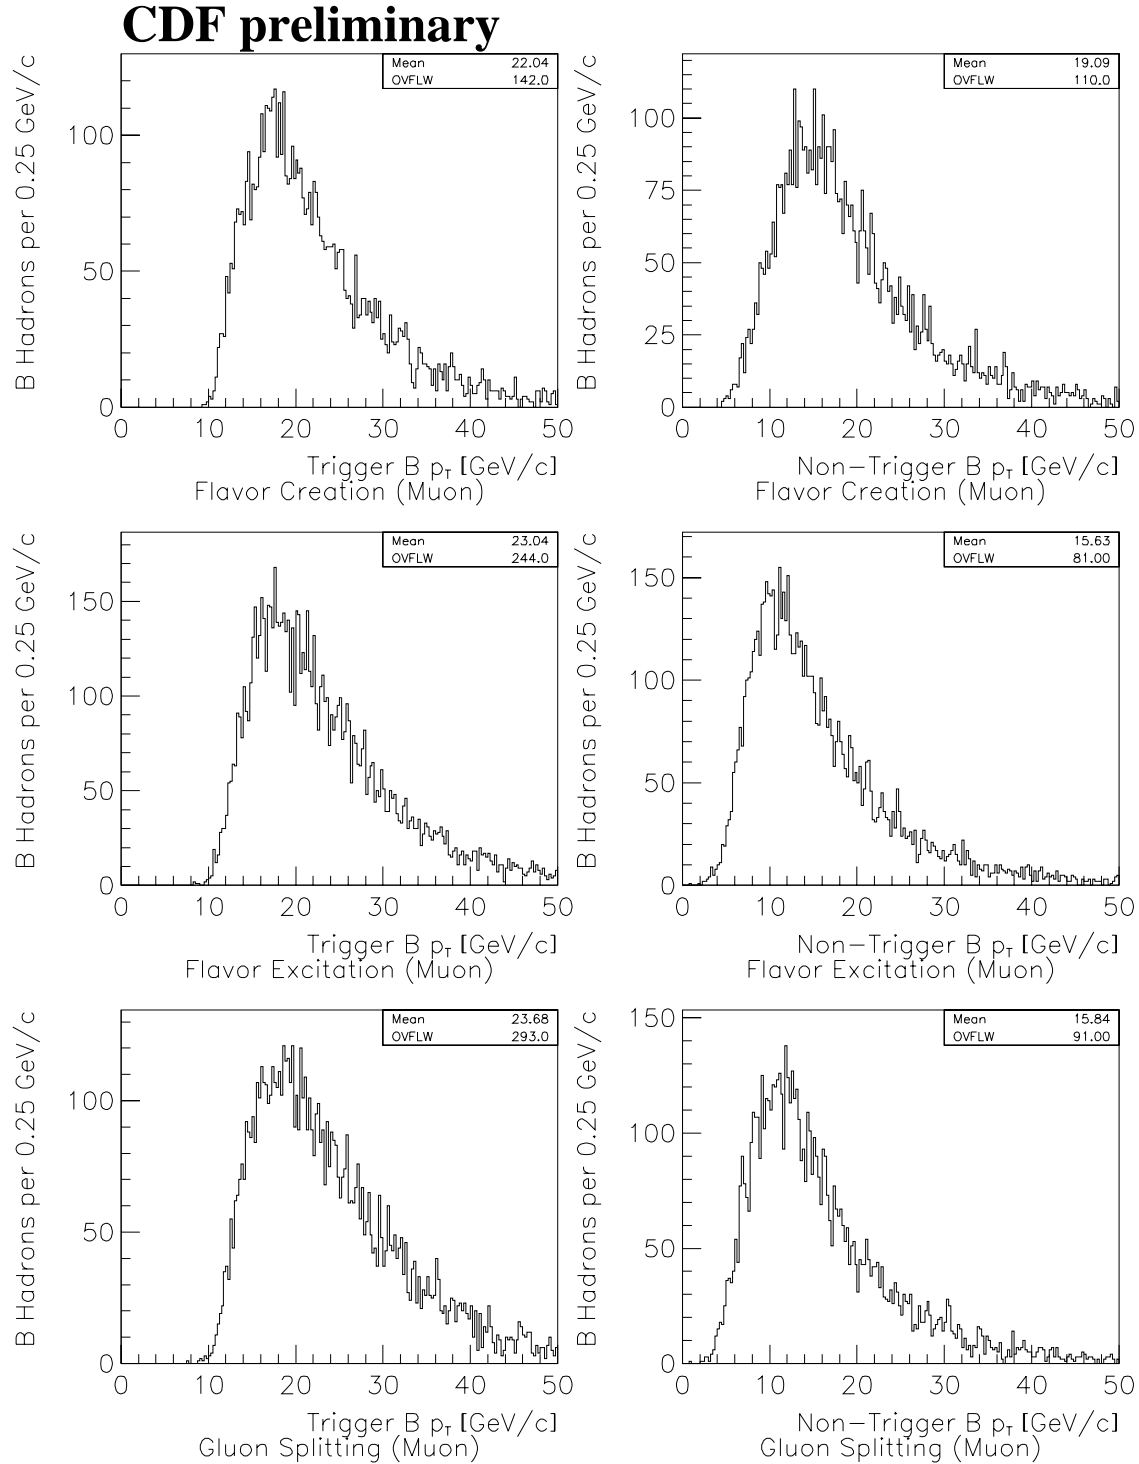 CDF preliminary
B Hadrons per 0.25 GeV/c
Mean 22.04
OVFLW 142.0
100
50
0
0 10 20 30 40 50
Trigger B pT [GeV/c]
Flavor Creation (Muon)
B Hadrons per 0.25 GeV/c
Mean 19.09
OVFLW 110.0
100
75
50
25
0
0 10 20 30 40 50
Non-Trigger B pT [GeV/c]
Flavor Creation (Muon)
B Hadrons per 0.25 GeV/c
Mean 23.04
OVFLW 244.0
150
100
50
0
0 10 20 30 40 50
Trigger B pT [GeV/c]
Flavor Excitation (Muon)
B Hadrons per 0.25 GeV/c
Mean 15.63
OVFLW 81.00
150
100
50
0
0 10 20 30 40 50
Non-Trigger B pT [GeV/c]
Flavor Excitation (Muon)
B Hadrons per 0.25 GeV/c
Mean 23.68
OVFLW 293.0
100
50
0
0 10 20 30 40 50
Trigger B pT [GeV/c]
Gluon Splitting (Muon)
B Hadrons per 0.25 GeV/c
Mean 15.84
OVFLW 91.00
150
100
50
0
0 10 20 30 40 50
Non-Trigger B pT [GeV/c]
Gluon Splitting (Muon)